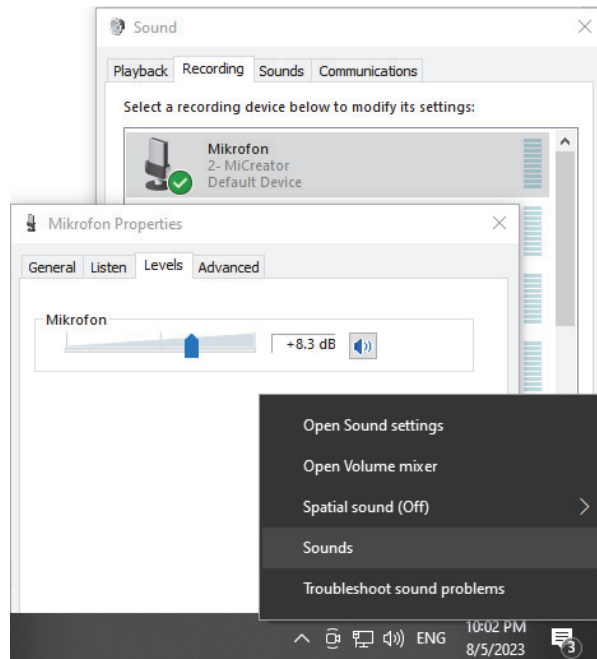 Sound
Playback Recording Sounds Communications
Select a recording device below to modify its settings:
Mikrofon
2- MiCreator
Default Device
Mikrofon Properties
General Listen Levels Advanced
Mikrofon
+8.3 dB
Open Sound settings
Open Volume mixer
Spatial sound (Off)
Sounds
Troubleshoot sound problems
ENG
10:02 PM
8/5/2023
3